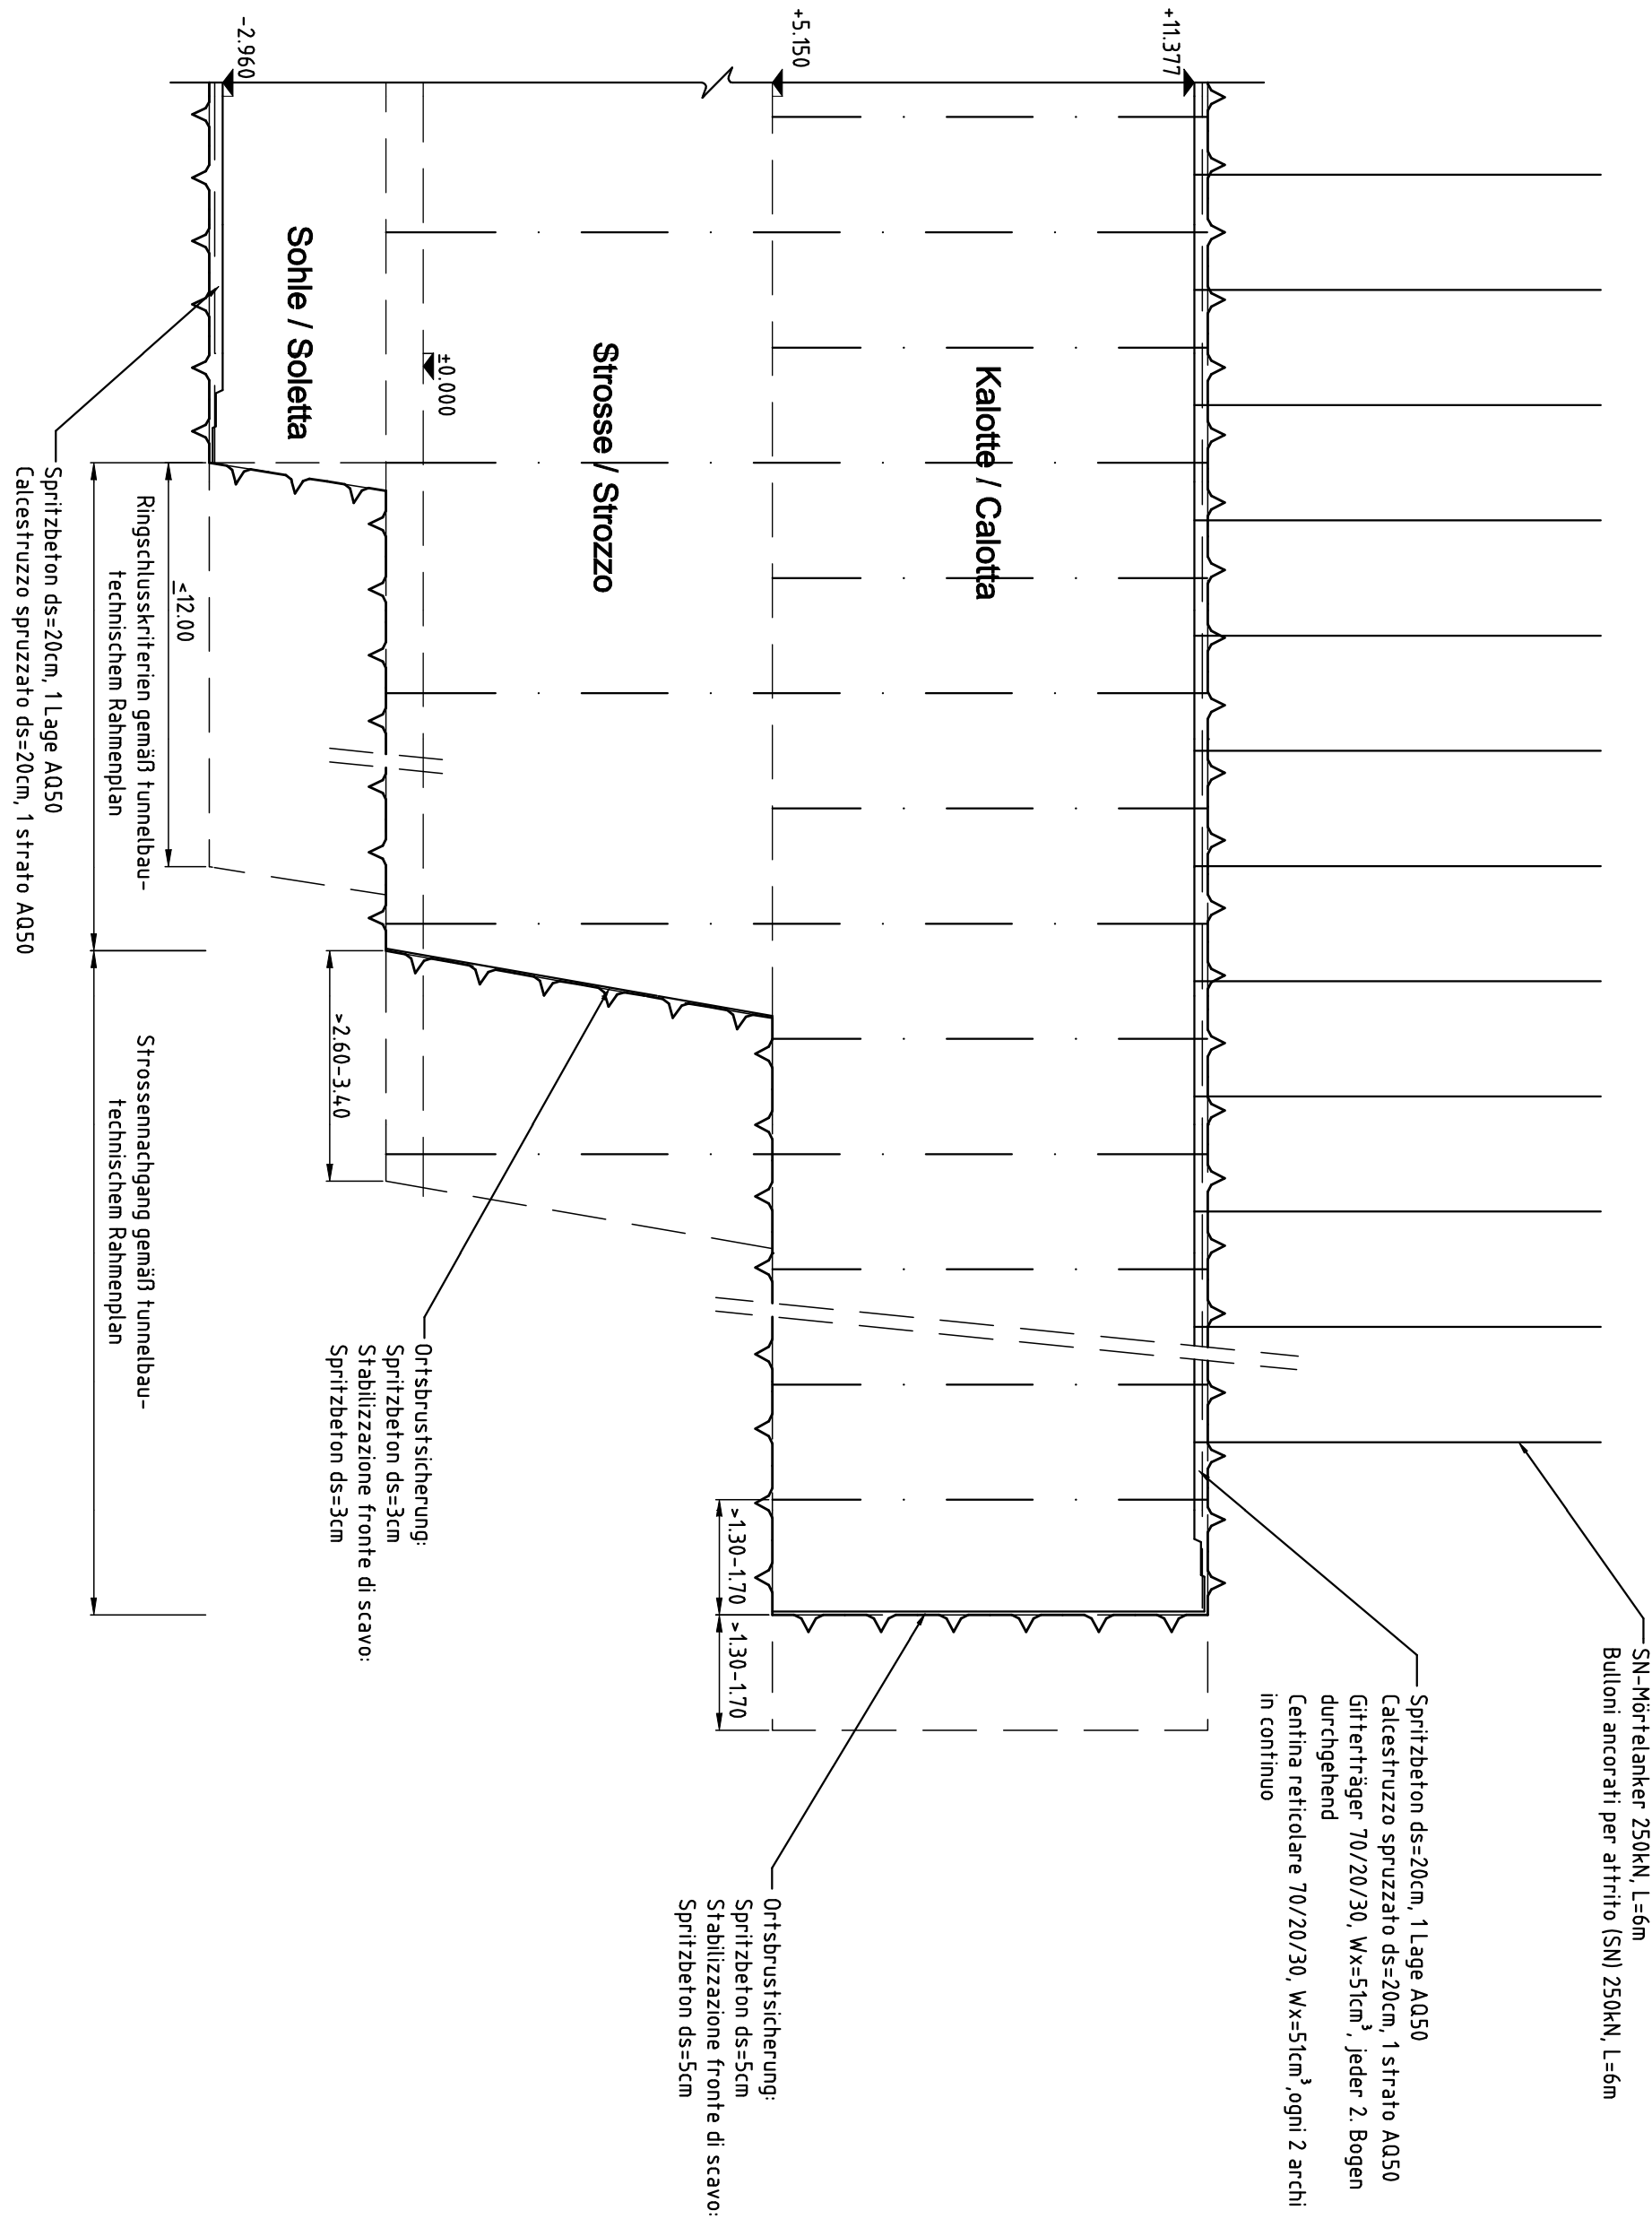 SN-Mörtelanker 250kN, L=6m
Bulloni ancorati per attrito (SN) 250kN, L=6m
Spritzbeton ds=20cm, 1 Lage AQ50
Calcestruzzo spruzzato ds=20cm, 1 strato AQ50
Gitterträger 70/20/30, Wx=51cm³, jeder 2. Bogen
durchgehend
Centina reticolare 70/20/30, Wx=51cm³,ogni 2 archi
in continuo
+11.377
Kalotte / Calotta
+5.150
>1.30-1.70
>1.30-1.70
Ortsbrustsicherung:
Spritzbeton ds=5cm
Stabilizzazione fronte di scavo:
Spritzbeton ds=5cm
Strosse / Strozzo
±0.000
Ortsbrustsicherung:
Spritzbeton ds=3cm
Stabilizzazione fronte di scavo:
Spritzbeton ds=3cm
>2.60-3.40
Sohle / Soletta
-2.960
≤12.00
Ringschlusskriterien gemäß tunnelbau-
technischem Rahmenplan
Strossennachgang gemäß tunnelbau-
technischem Rahmenplan
Spritzbeton ds=20cm, 1 Lage AQ50
Calcestruzzo spruzzato ds=20cm, 1 strato AQ50